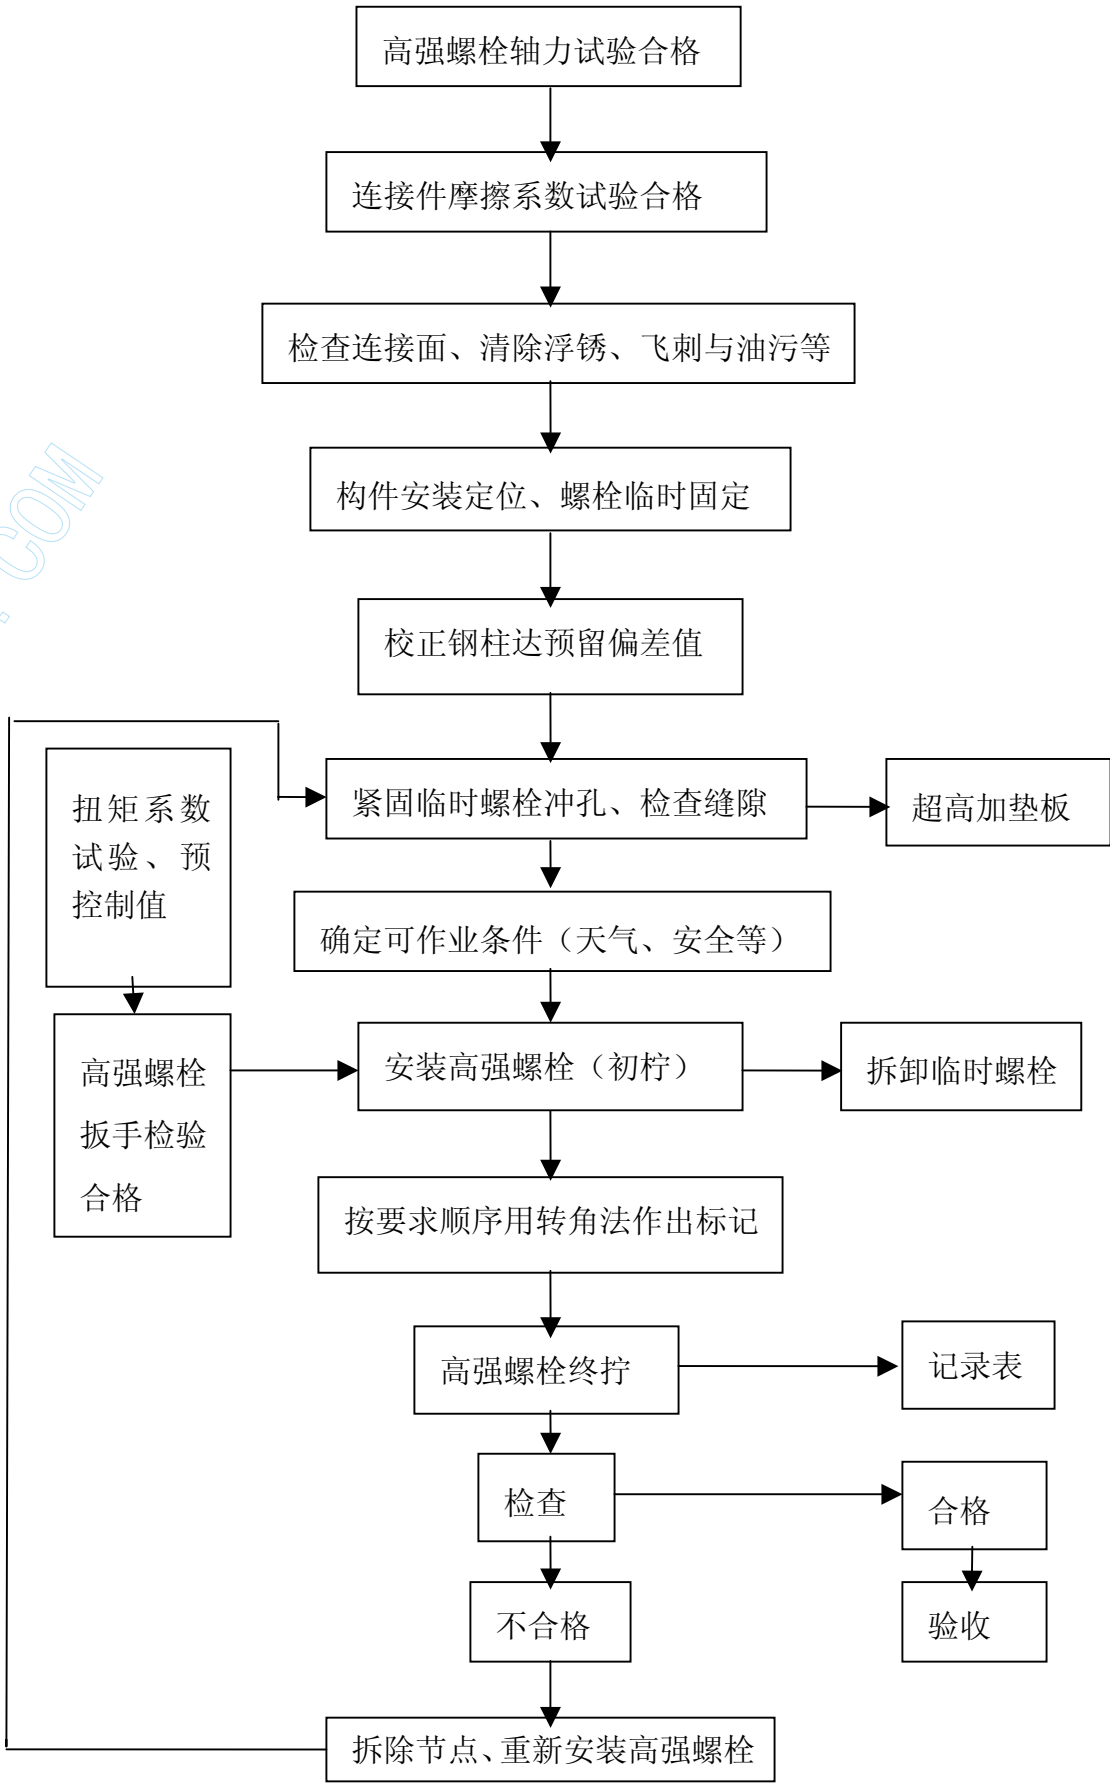 高强螺栓轴力试验合格
连接件摩擦系数试验合格
检查连接面、清除浮锈、飞刺与油污等
构件安装定位、螺栓临时固定
校正钢柱达预留偏差值
扭矩系数
试验、预
控制值
紧固临时螺栓冲孔、检查缝隙
超高加垫板
确定可作业条件（天气、安全等）
高强螺栓
扳手检验
合格
安装高强螺栓（初柠）
拆卸临时螺栓
按要求顺序用转角法作出标记
高强螺栓终拧
记录表
检查
合格
不合格
验收
拆除节点、重新安装高强螺栓
.COM